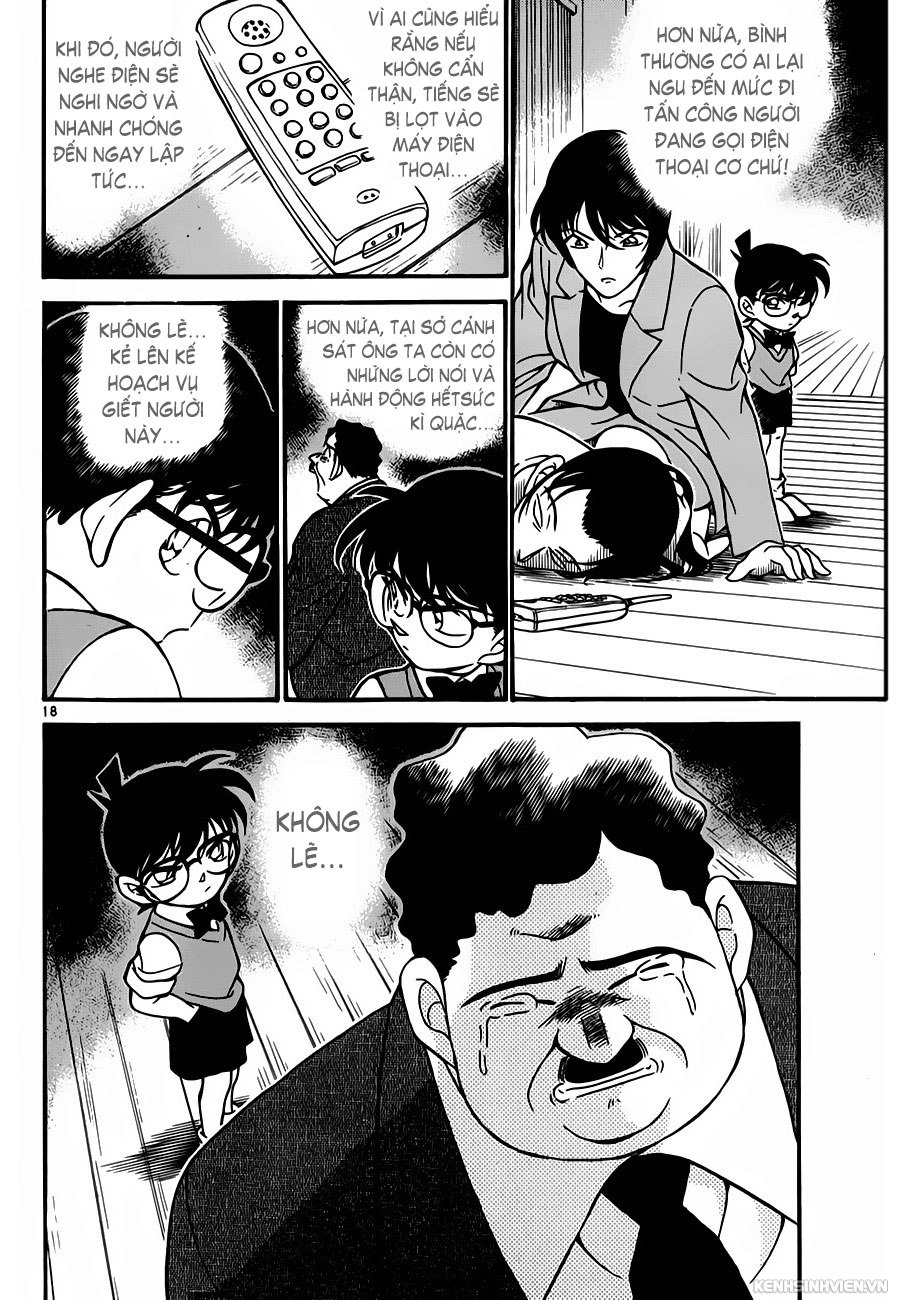 HƠN NỮA, BÌNH
THƯỜNG CÓ AI LẠI
NGU ĐẾN MỨC ĐI
TẤN CÔNG NGƯỜI
ĐANG GỌI ĐIỆN
THOẠI CƠ CHỨ!
VÌ AI CŨNG HIỂU
RẰNG NẾU
KHÔNG CẨN
THẬN, TIẾNG SẼ
BỊ LỌT VÀO
MÁY ĐIỆN
THOẠI...
KHI ĐÓ, NGƯỜI
NGHE ĐIỆN SẼ
NGHI NGỜ VÀ
NHANH CHÓNG
ĐẾN NGAY LẬP
TỨC...
HƠN NỮA, TẠI SỞ CẢNH
SÁT ÔNG TA CÒN CÓ
NHỮNG LỜI NÓI VÀ
HÀNH ĐỘNG HẾTSỨC
KÌ QUẶC...
KHÔNG LẼ...
KẺ LÊN KẾ
HOẠCH VỤ
GIẾT NGƯỜI
NÀY...
18
KHÔNG
LẼ...
KENHSINHVIEN.VN